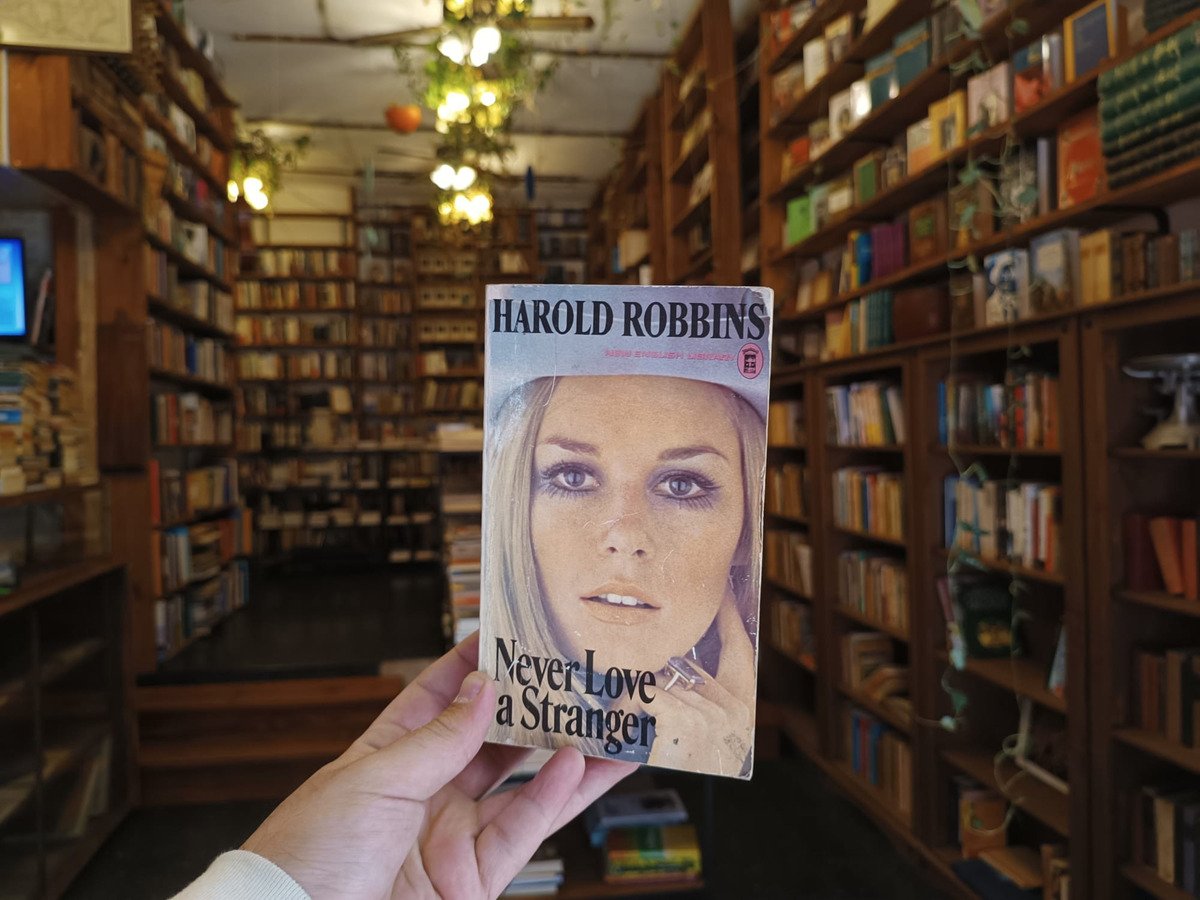 HAROLD ROBBINS
NEW ENGLISH LIBRARY
Never Love
a Stranger